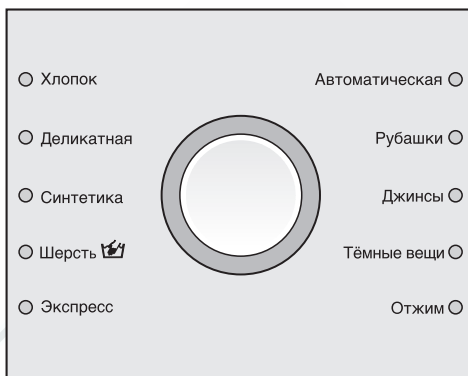 Хлопок
Деликатная
Синтетика
Шерсть
Экспресс
Автоматическая
Рубашки
Джинсы
Тёмные вещи
Отжим